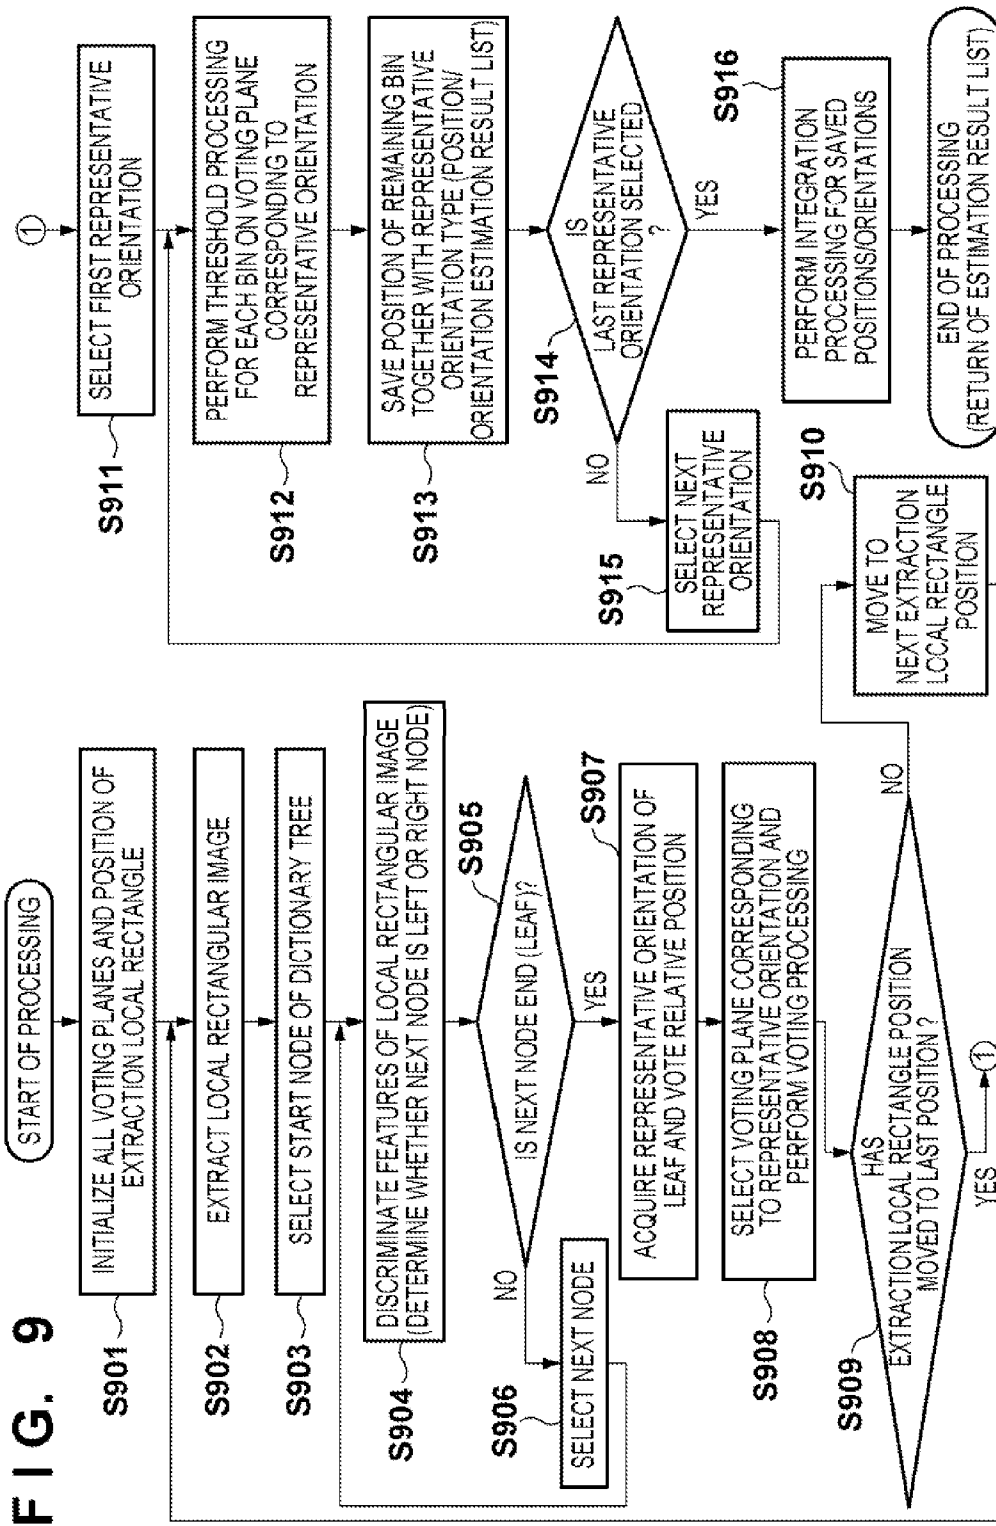 FIG. 9
START OF PROCESSING
S901
INITIALIZE ALL VOTING PLANES AND POSITION OF
EXTRACTION LOCAL RECTANGLE
S902
EXTRACT LOCAL RECTANGULAR IMAGE
S903
SELECT START NODE OF DICTIONARY TREE
S904
DISCRIMINATE FEATURES OF LOCAL RECTANGULAR IMAGE
(DETERMINE WHETHER NEXT NODE IS LEFT OR RIGHT NODE)
S905
IS NEXT NODE END (LEAF)?
NO
YES
S906
SELECT NEXT NODE
S907
ACQUIRE REPRESENTATIVE ORIENTATION OF
LEAF AND VOTE RELATIVE POSITION
S908
SELECT VOTING PLANE CORRESPONDING
TO REPRESENTATIVE ORIENTATION AND
PERFORM VOTING PROCESSING
S909
HAS
EXTRACTION LOCAL RECTANGLE POSITION
MOVED TO LAST POSITION ?
NO
YES
1
S910
MOVE TO
NEXT EXTRACTION
LOCAL RECTANGLE
POSITION
1
S911
SELECT FIRST REPRESENTATIVE
ORIENTATION
S912
PERFORM THRESHOLD PROCESSING
FOR EACH BIN ON VOTING PLANE
CORRESPONDING TO
REPRESENTATIVE ORIENTATION
S913
SAVE POSITION OF REMAINING BIN
TOGETHER WITH REPRESENTATIVE
ORIENTATION TYPE (POSITION/
ORIENTATION ESTIMATION RESULT LIST)
S914
IS
LAST REPRESENTATIVE
ORIENTATION SELECTED
?
NO
YES
S915
SELECT NEXT
REPRESENTATIVE
ORIENTATION
S916
PERFORM INTEGRATION
PROCESSING FOR SAVED
POSITIONS/ORIENTATIONS
END OF PROCESSING
(RETURN OF ESTIMATION RESULT LIST)